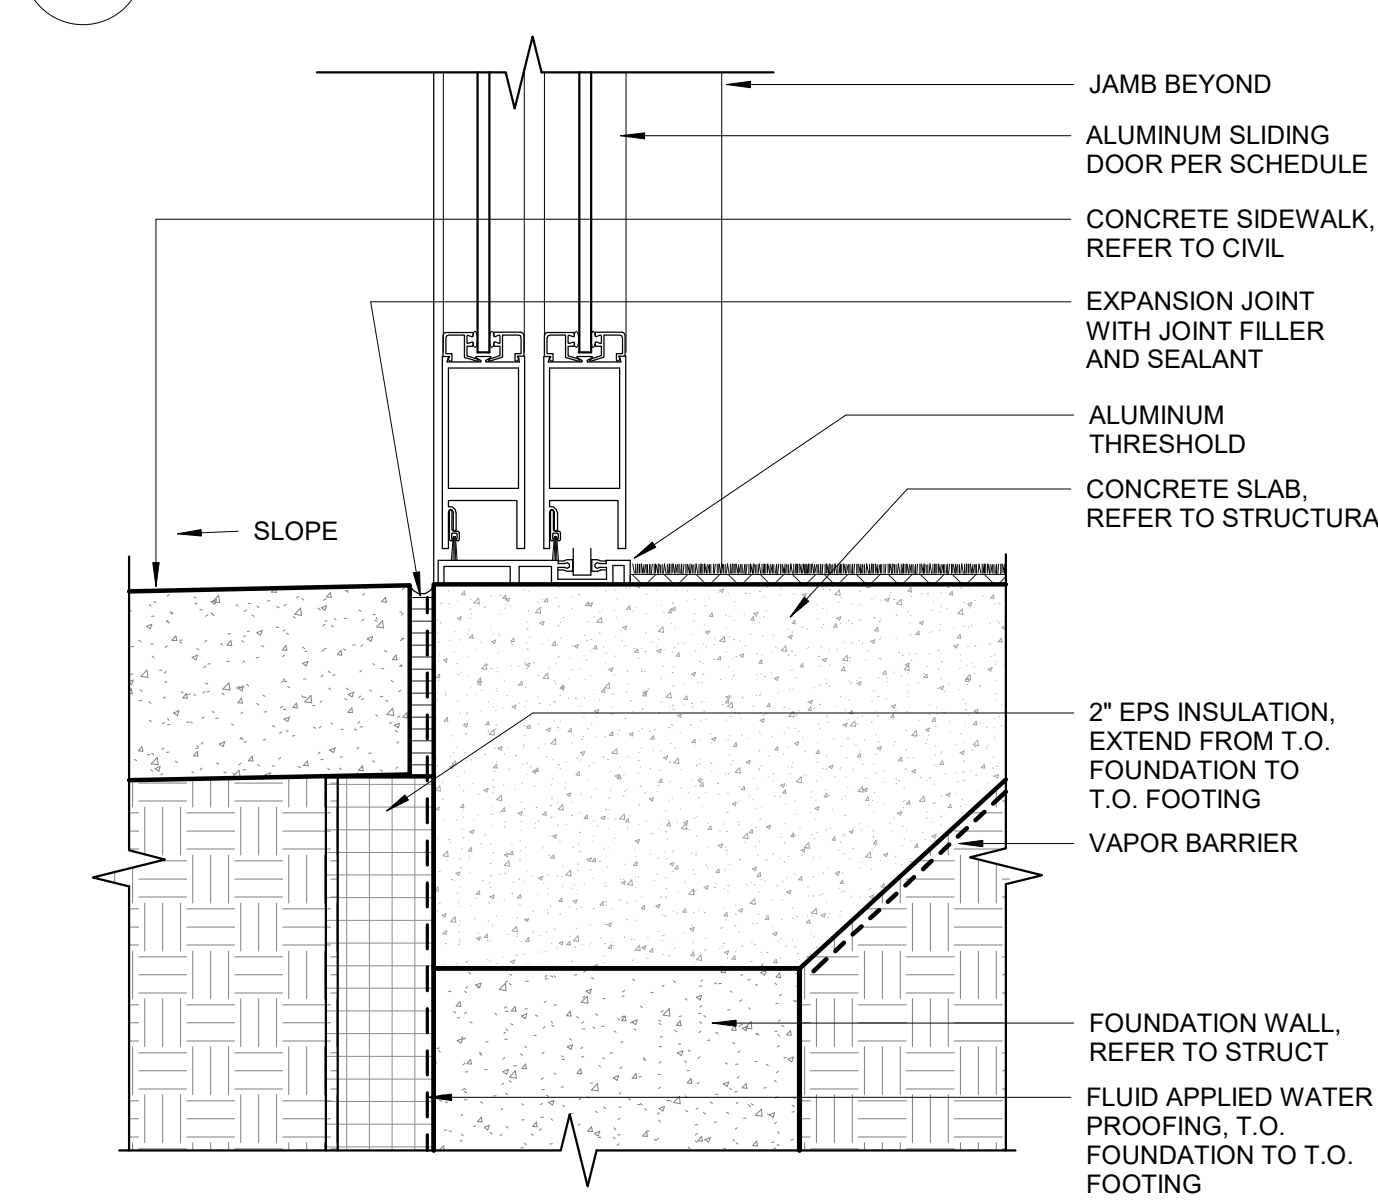 JAMB BEYOND
ALUMINUM SLIDING
DOOR PER SCHEDULE
CONCRETE SIDEWALK,
REFER TO CIVIL
EXPANSION JOINT
WITH JOINT FILLER
AND SEALANT
ALUMINUM
THRESHOLD
CONCRETE SLAB,
REFER TO STRUCTURA
SLOPE
2" EPS INSULATION,
EXTEND FROM T.O.
FOUNDATION TO
T.O. FOOTING
VAPOR BARRIER
FOUNDATION WALL,
REFER TO STRUCT
FLUID APPLIED WATER
PROOFING, T.O.
FOUNDATION TO T.O.
FOOTING